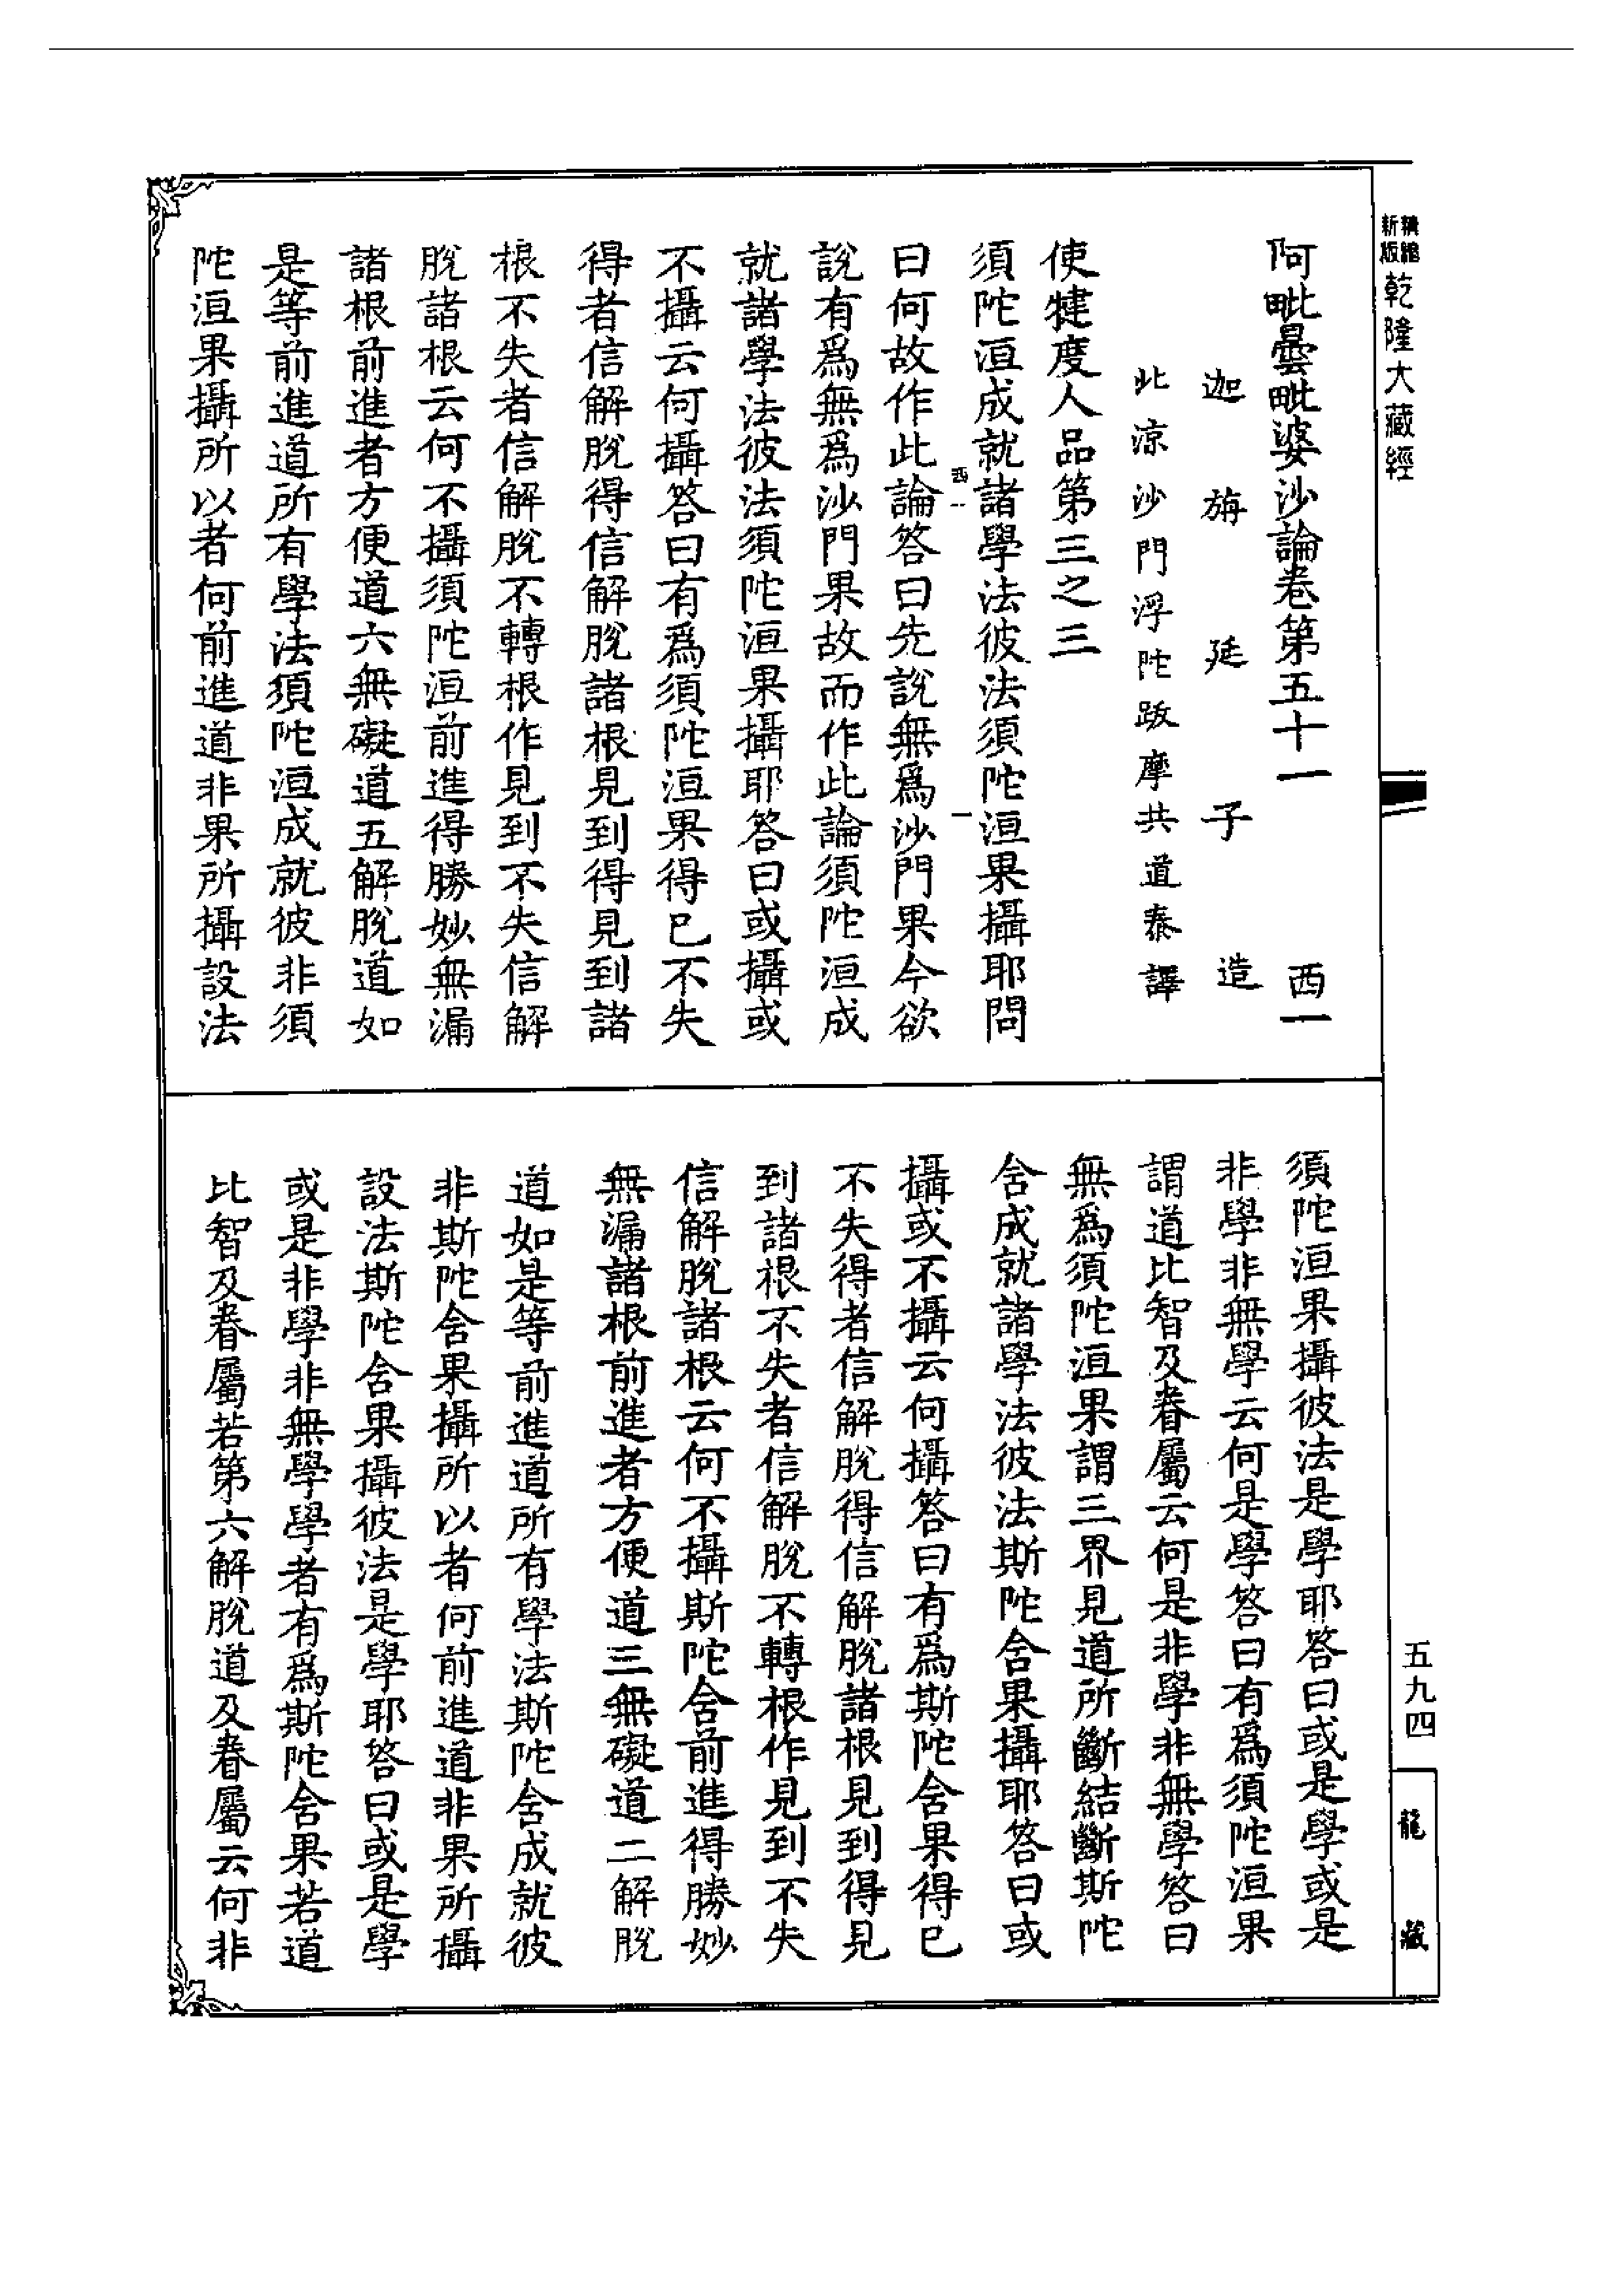 新版精縮
乾隆大藏經
五九四
龍藏
阿毗曇毗婆沙論卷第五十一 西一
迦旃延子造
北涼沙門浮陀跋摩共道泰譯
使犍度人品第三之三
須陀洹成就諸學法彼法須陀洹果攝耶問
西一 一
曰何故作此論答曰先說無爲沙門果今欲
說有爲無爲沙門果故而作此論須陀洹成
就諸學法彼法須陀洹果攝耶答曰或攝或
不攝云何攝答曰有爲須陀洹果得已不失
得者信解脫得信解脫諸根見到得見到諸
根不失者信解脫不轉根作見到不失信解
脫諸根云何不攝須陀洹前進得勝妙無漏
諸根前進者方便道六無礙道五解脫道如
是等前進道所有學法須陀洹成就彼非須
陀洹果攝所以者何前進道非果所攝設法
須陀洹果攝彼法是學耶答曰或是學或是
非學非無學云何是學答曰有爲須陀洹果
謂道比智及眷屬云何是非學非無學答曰
無爲須陀洹果謂三界見道所斷結斷斯陀
含成就諸學法彼法斯陀含果攝耶答曰或
攝或不攝云何攝答曰有爲斯陀含果得已
不失得者信解脫得信解脫諸根見到得見
到諸根不失者信解脫不轉根作見到不失
信解脫諸根云何不攝斯陀含前進得勝妙
無漏諸根前進者方便道三無礙道二解脫
道如是等前進道所有學法斯陀含成就彼
非斯陀含果攝所以者何前進道非果所攝
設法斯陀含果攝彼法是學耶答曰或是學
或是非學非無學學者有爲斯陀含果若道
比智及眷屬若第六解脫道及眷屬云何非